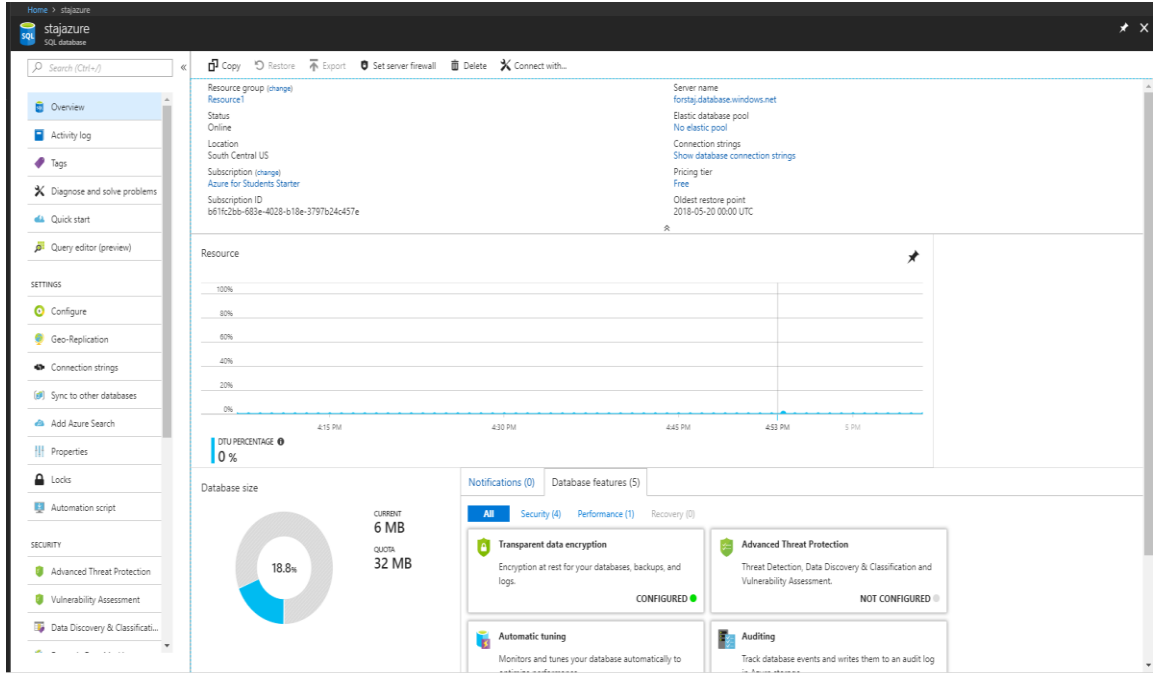 Home > stajazure
SQL
stajazure
SQL database
Search (Ctrl+/)
«
Overview
Activity log
Tags
Diagnose and solve problems
Quick start
Query editor (preview)
SETTINGS
Configure
Geo-Replication
Connection strings
Sync to other databases
Add Azure Search
Properties
Locks
Automation script
SECURITY
Advanced Threat Protection
Vulnerability Assessment
Data Discovery & Classificati...
Copy Restore Export Set server firewall Delete Connect with...
Resource group (change)
Resource1
Status
Online
Location
South Central US
Subscription (change)
Azure for Students Starter
Subscription ID
b61fc2bb-683e-4028-b18e-3797b24c457e
Server name
forstaj.database.windows.net
Elastic database pool
No elastic pool
Connection strings
Show database connection strings
Pricing tier
Free
Oldest restore point
2018-05-20 00:00 UTC
Resource
100%
80%
60%
40%
20%
0%
4:15 PM 4:30 PM 4:45 PM 4:53 PM 5 PM
DTU PERCENTAGE
0 %
Database size
18.8%
CURRENT
6 MB
QUOTA
32 MB
Notifications (0) Database features (5)
All Security (4) Performance (1) Recovery (0)
Transparent data encryption
Encryption at rest for your databases, backups, and
logs.
CONFIGURED
Advanced Threat Protection
Threat Detection, Data Discovery & Classification and
Vulnerability Assessment.
NOT CONFIGURED
Automatic tuning
Monitors and tunes your database automatically to
Auditing
Track database events and writes them to an audit log